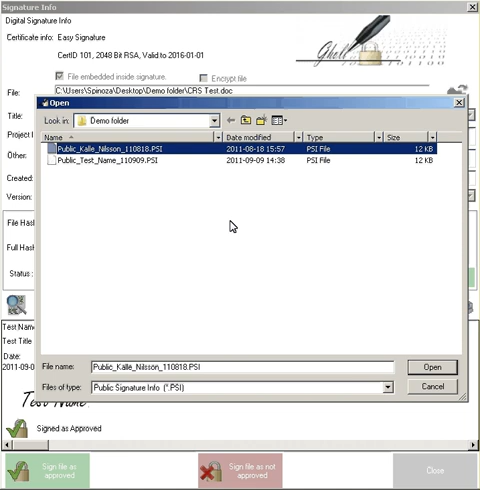 Signature Info
Digital Signature Info
Certificate info: Easy Signature
CertID 101, 2048 Bit RSA, Valid to 2016-01-01
File embedded inside signature.
Encrypt file
File: C:\Users\Spinoza\Desktop\Demo folder\CRS Test.doc
Open
Title:
Look in: Demo folder
Project
Name Date modified Type Size
Public_Kalle_Nilsson_110818.PSI 2011-08-18 15:57 PSI File 12 KB
Public_Test_Name_110909.PSI 2011-09-09 14:38 PSI File 12 KB
Other:
Created:
Version:
File Hash
Full Hash
Status :
Test Name
Test Title
Date:
2011-09-0
File name: Public_Kalle_Nilsson_110818.PSI Open
Files of type: Public Signature Info (*.PSI) Cancel
Test Name
Signed as Approved
Sign file as approved
Sign file as not approved
Close